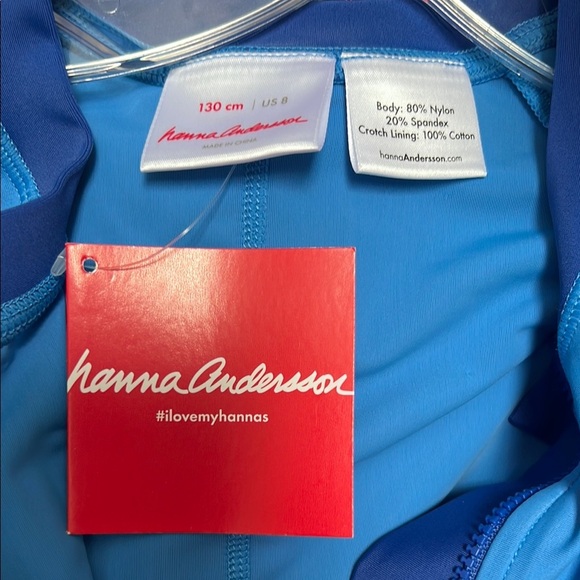 130 cm | US 8
hanna Andersson
MADE IN CHINA
Body: 80% Nylon
20% Spandex
Crotch Lining: 100% Cotton
hannaAndersson.com
hanna Andersson
#ilovemyhannas